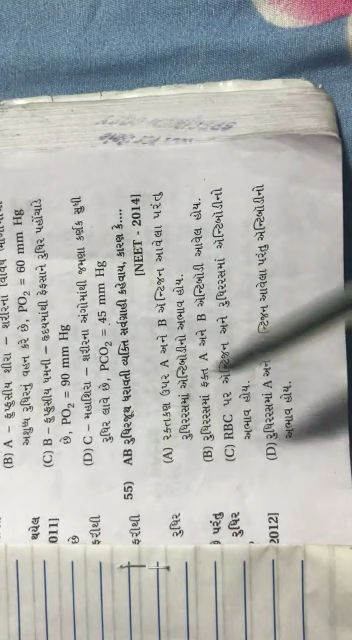 (B) A – ફુપ્ફુસીય શીરા – શરીરના વિવિધ
અશુધ્ધ રુધિરનું વહન કરે છે, PO₂ = 60 mm Hg
(C) B – ફુપ્ફુસીય ધમની – હૃદયમાંથી ફેફસાંને રુધિર પહોંચાડે
છે, PO₂ = 90 mm Hg
(D) C – મહાશિરા – શરીરના અંગોમાંથી જમણા કર્ણક સુધી
રુધિર લાવે છે, PCO₂ = 45 mm Hg
55) AB રુધિરજૂથ ધરાવતી વ્યક્તિ સર્વગ્રાહી કહેવાય, કારણ કે....
[NEET - 2014]
(A) રક્તકણ ઉપર A અને B એન્ટિજન આવેલા પરંતુ
રુધિરરસમાં એન્ટિબોડીનો અભાવ હોય.
(B) રુધિરરસમાં ફક્ત A અને B એન્ટિબોડી આવેલ હોય.
(C) RBC પર એન્ટિજન અને રુધિરરસમાં એન્ટિબોડીનો
અભાવ હોય.
(D) રુધિરરસમાં A અને ન્ટિજન આવેલા પરંતુ એન્ટિબોડીનો
અભાવ હોય.
થયેલ
011]
છે
ફરીથી
ફરીથી
રુધિર
પરંતુ
રુધિર
2012]